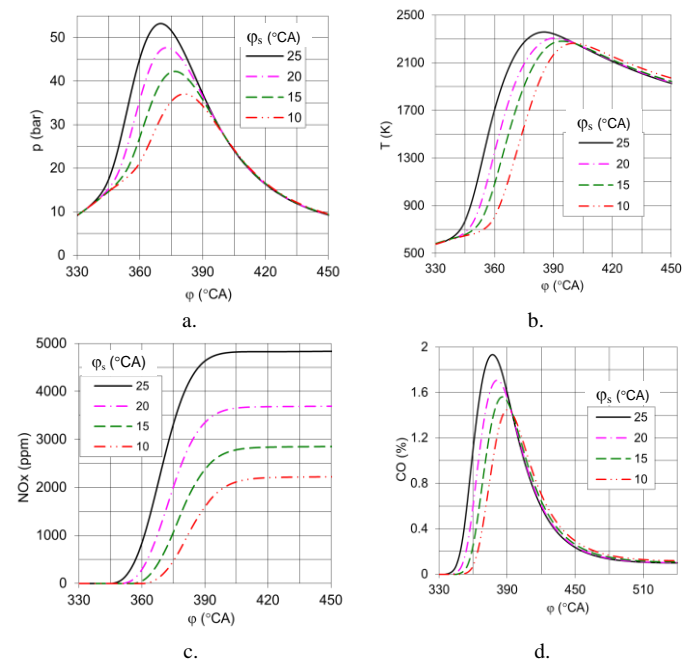 φs (°CA)
25
20
15
10
p (bar)
50
40
30
20
10
0
330 360 390 420 450
φ (°CA)
a.
T (K)
2500
2100
1700
1300
900
500
φs (°CA)
25
20
15
10
330 360 390 420 450
φ (°CA)
b.
NOx (ppm)
5000
4000
3000
2000
1000
0
φs (°CA)
25
20
15
10
330 360 390 420 450
φ (°CA)
c.
CO (%)
2
1.6
1.2
0.8
0.4
0
φs (°CA)
25
20
15
10
330 390 450 510
φ (°CA)
d.